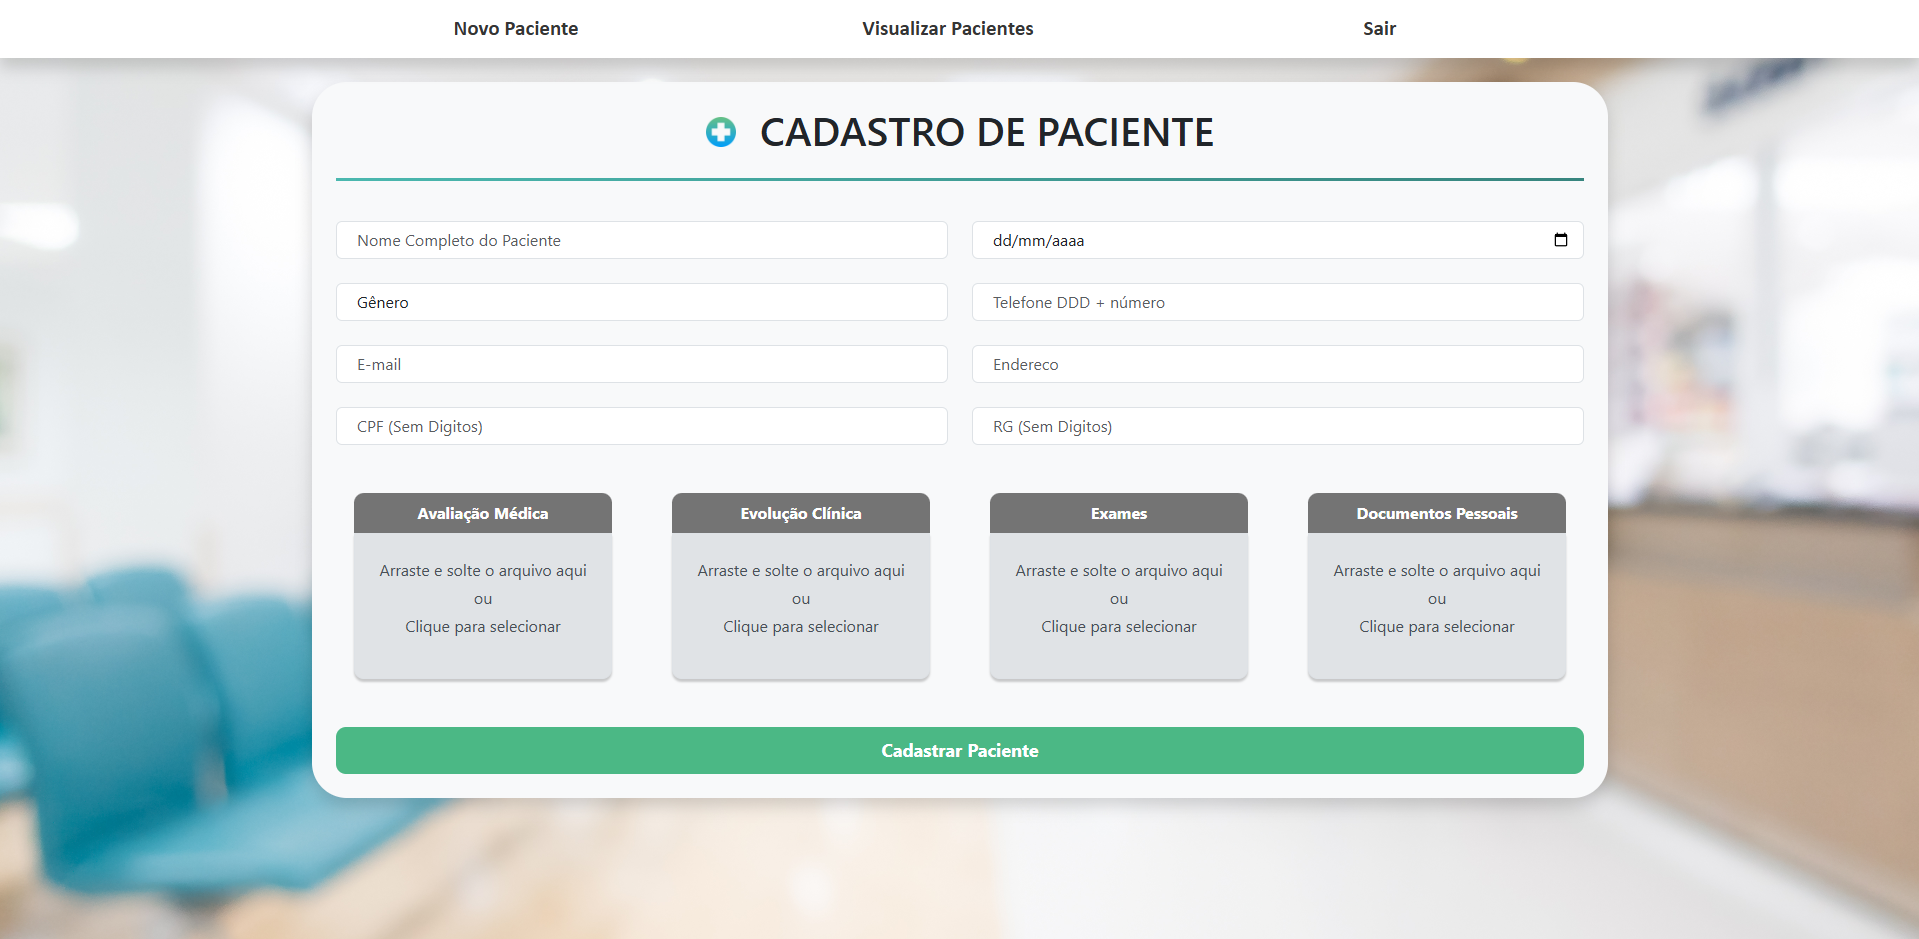 Novo Paciente
Visualizar Pacientes
Sair
CADASTRO DE PACIENTE
Nome Completo do Paciente
dd/mm/aaaa
Gênero
Telefone DDD + número
E-mail
Endereco
CPF (Sem Digitos)
RG (Sem Digitos)
Avaliação Médica
Arraste e solte o arquivo aqui
ou
Clique para selecionar
Evolução Clínica
Arraste e solte o arquivo aqui
ou
Clique para selecionar
Exames
Arraste e solte o arquivo aqui
ou
Clique para selecionar
Documentos Pessoais
Arraste e solte o arquivo aqui
ou
Clique para selecionar
Cadastrar Paciente